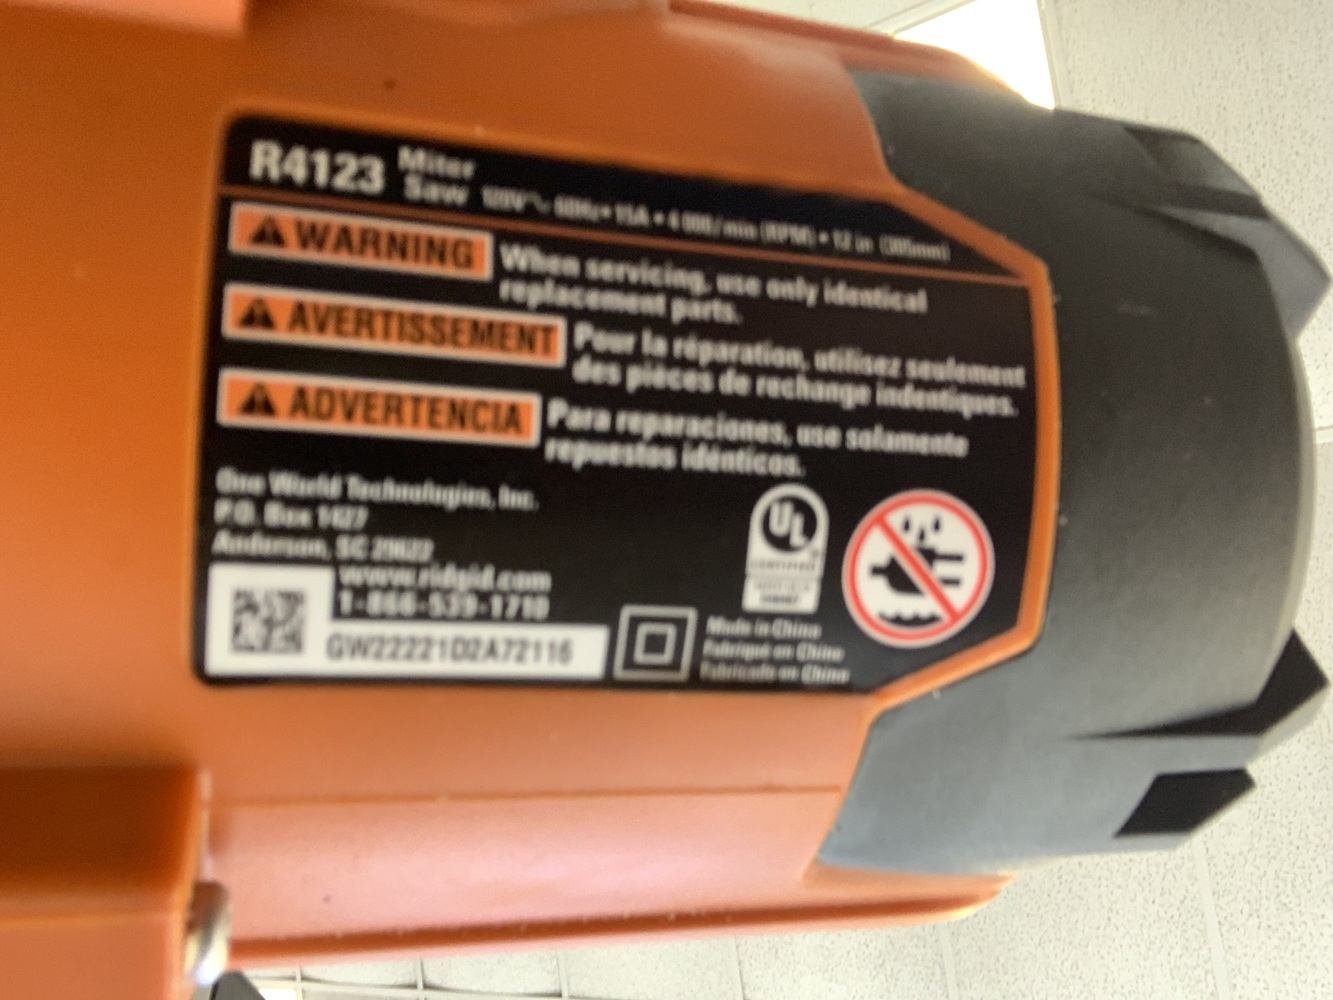 R4123 Miter Saw 120V~ 60Hz • 15A • 4 000/min (RPM) • 12 in (305mm)
⚠ WARNING When servicing, use only identical
replacement parts.
⚠ AVERTISSEMENT Pour la réparation, utilisez seulement
des pièces de rechange indentiques.
⚠ ADVERTENCIA Para reparaciones, use solamente
repuestos idénticos.
One World Technologies, Inc.
P.O. Box 1427
Anderson, SC 29622
www.ridgid.com
1-866-539-1710
GW22221D2A72116
UL
CERTIFIED
Made in China
Fabriqué en Chine
Fabricado en China